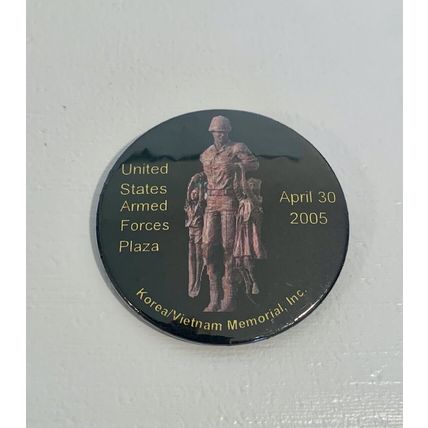 United
States
Armed
Forces
Plaza
April 30
2005
Korea/Vietnam Memorial, Inc.